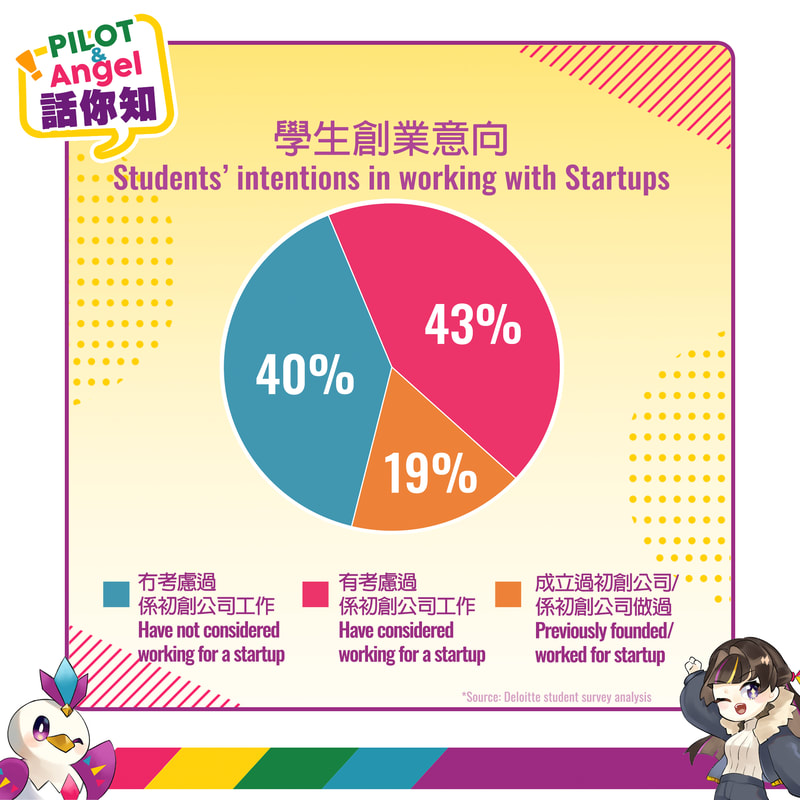 PILOT
&
Angel
話你知
學生創業意向
Students' intentions in working with Startups
43%
40%
19%
冇考慮過
係初創公司工作
Have not considered
working for a startup
有考慮過
係初創公司工作
Have considered
working for a startup
成立過初創公司/
係初創公司做過
Previously founded/
worked for startup
*Source: Deloitte student survey analysis